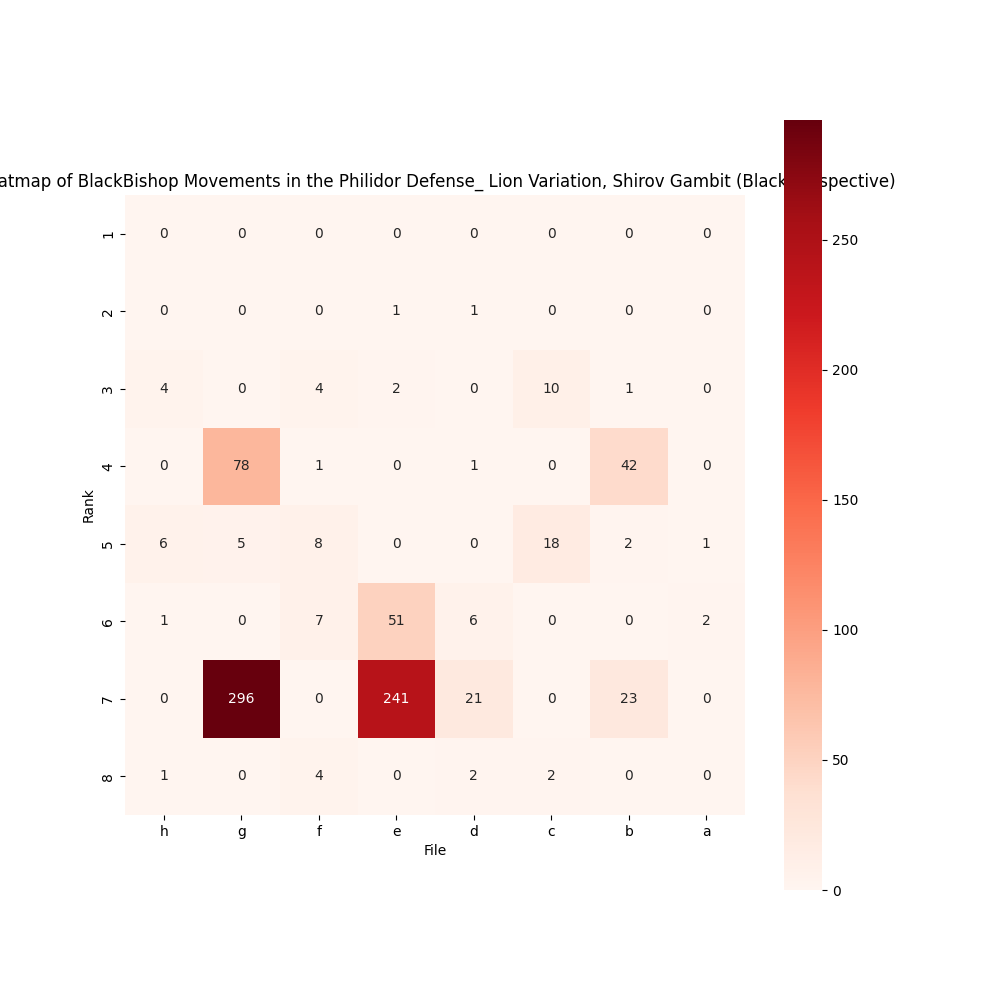 atmap of BlackBishop Movements in the Philidor Defense_ Lion Variation, Shirov Gambit (Black spective)
250
1 0 0 0 0 0 0 0 0
2 0 0 0 1 1 0 0 0
200
3 4 0 4 2 0 10 1 0
4 0 78 1 0 1 0 42 0
150
Rank
5 6 5 8 0 0 18 2 1
6 1 0 7 51 6 0 0 2
100
7 0 296 0 241 21 0 23 0
50
8 1 0 4 0 2 2 0 0
h g f e d c b a
File
0